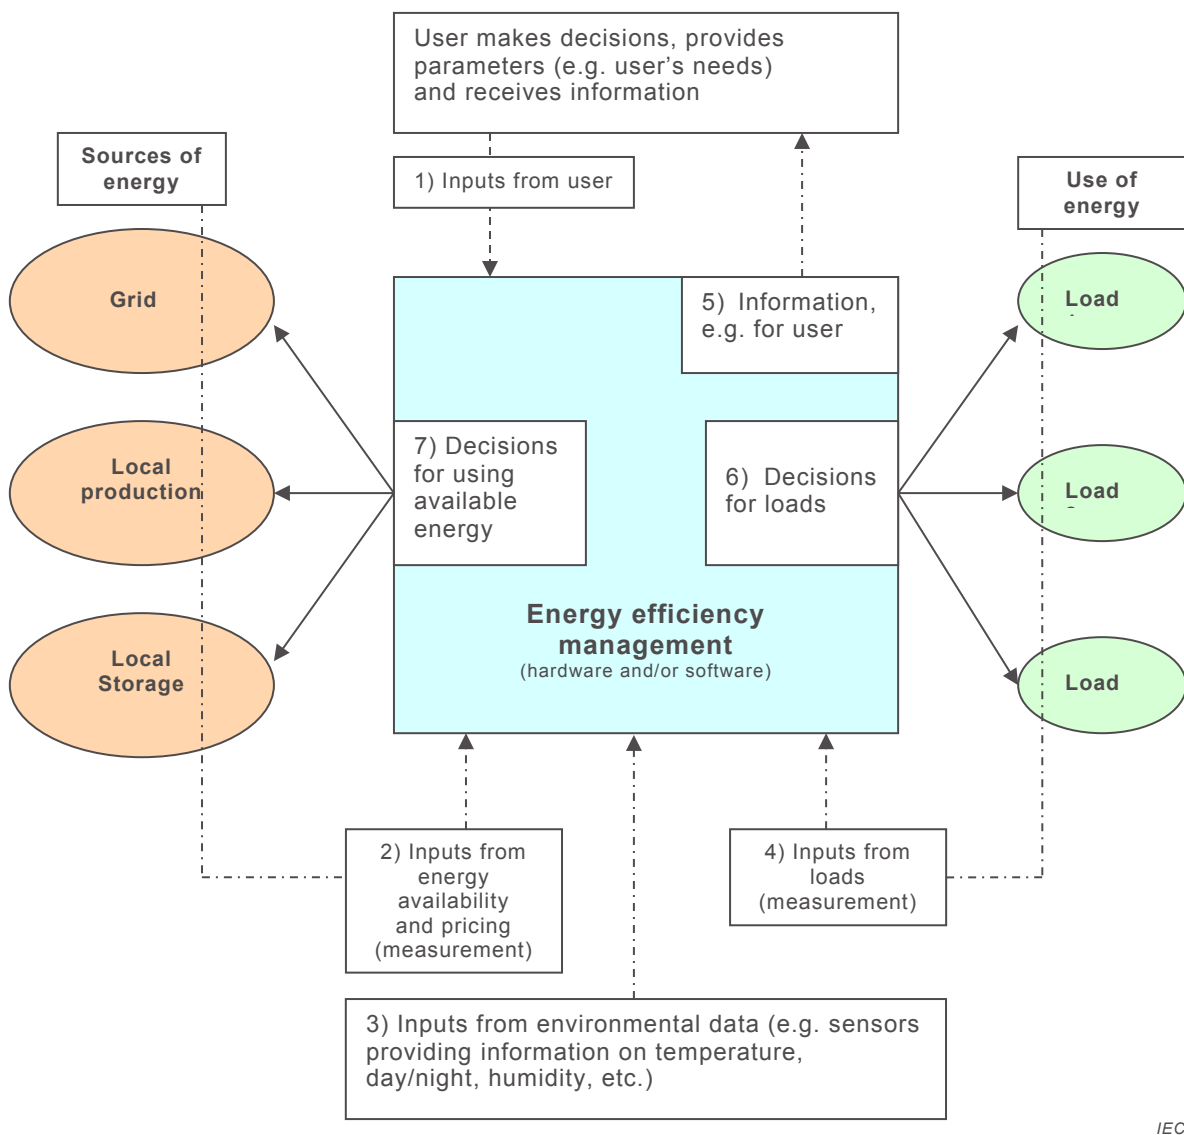 User makes decisions, provides
parameters (e.g. user’s needs)
and receives information
Sources of
energy
1) Inputs from user
Use of
energy
Grid
5) Information,
e.g. for user
Load
Local
production
7) Decisions
for using
available
energy
6) Decisions
for loads
Load
Energy efficiency
management
(hardware and/or software)
Local
Storage
Load
2) Inputs from
energy
availability
and pricing
(measurement)
4) Inputs from
loads
(measurement)
3) Inputs from environmental data (e.g. sensors
providing information on temperature,
day/night, humidity, etc.)
IEC